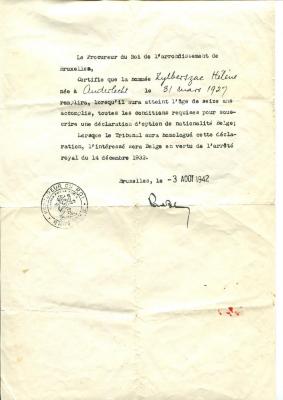 Le Procureur du Roi de l'arrondissement de
Bruxelles,
Certifie que la nommée Zylberszac Hélène
née à Anderlecht le 31 mars 1927
remplira, lorsqu'il aura atteint l'âge de seize ans
accomplis, toutes les conditions requises pour sous-
crire une déclaration d'option de nationalité belge;
Lorsque le Tribunal aura homologué cette décla-
ration, l'intéressé sera Belge en vertu de l'arrêté
royal du 14 décembre 1932.
Bruxelles, le -3 AOUT 1942